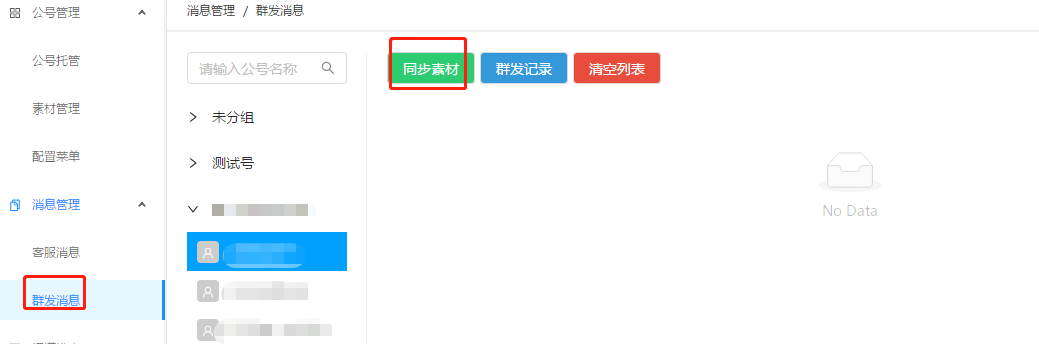 公号管理
公号托管
素材管理
配置菜单
消息管理
客服消息
群发消息
消息管理 / 群发消息
请输入公号名称
未分组
测试号
同步素材
群发记录
清空列表
No Data